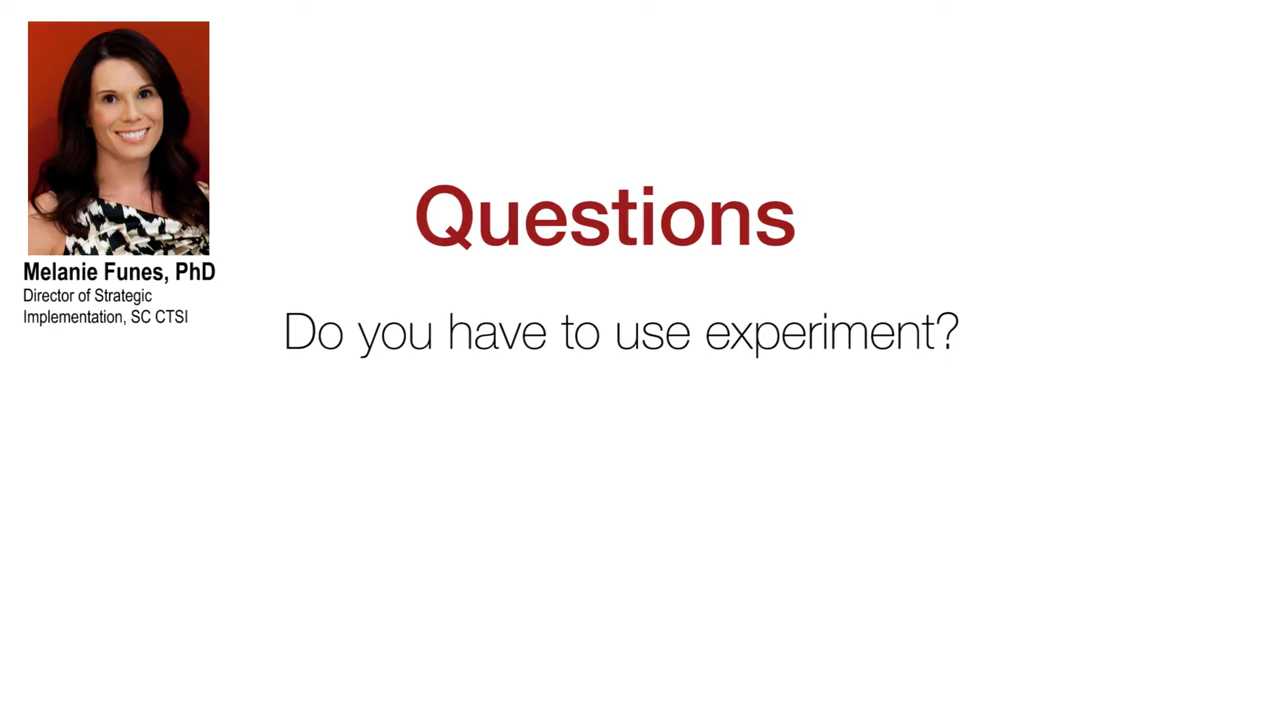 Melanie Funes, PhD
Director of Strategic
Implementation, SC CTSI
Questions
Do you have to use experiment?